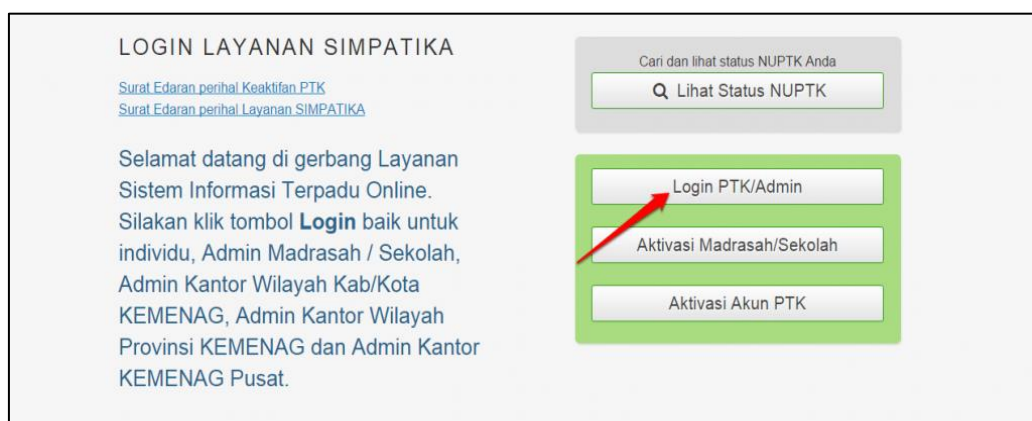 LOGIN LAYANAN SIMPATIKA
Surat Edaran perihal Keaktifan PTK
Surat Edaran perihal Layanan SIMPATIKA
Selamat datang di gerbang Layanan
Sistem Informasi Terpadu Online.
Silakan klik tombol Login baik untuk
individu, Admin Madrasah / Sekolah,
Admin Kantor Wilayah Kab/Kota
KEMENAG, Admin Kantor Wilayah
Provinsi KEMENAG dan Admin Kantor
KEMENAG Pusat.
Cari dan lihat status NUPTK Anda
Lihat Status NUPTK
Login PTK/Admin
Aktivasi Madrasah/Sekolah
Aktivasi Akun PTK